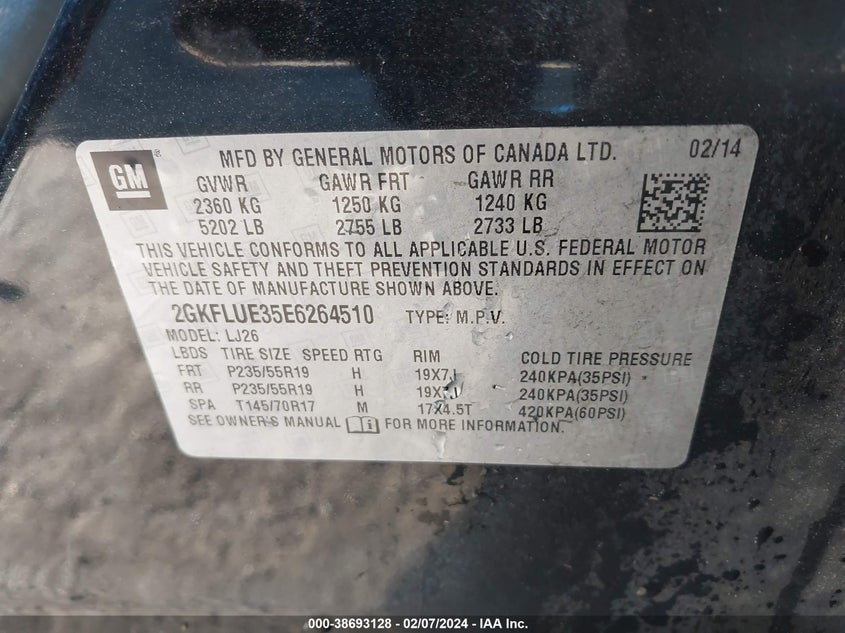 GM
MFD BY GENERAL MOTORS OF CANADA LTD. 02/14
GVWR GAWR FRT GAWR RR
2360 KG 1250 KG 1240 KG
5202 LB 2755 LB 2733 LB
THIS VEHICLE CONFORMS TO ALL APPLICABLE U.S. FEDERAL MOTOR
VEHICLE SAFETY AND THEFT PREVENTION STANDARDS IN EFFECT ON
THE DATE OF MANUFACTURE SHOWN ABOVE.
2GKFLUE35E6264510 TYPE: M.P.V.
MODEL: LJ26
LBDS TIRE SIZE SPEED RTG RIM COLD TIRE PRESSURE
FRT P235/55R19 H 19X7J 240KPA(35PSI)
RR P235/55R19 H 19X7J 240KPA(35PSI)
SPA T145/70R17 M 17X4.5T 420KPA(60PSI)
SEE OWNER'S MANUAL FOR MORE INFORMATION.
000-38693128 - 02/07/2024 - IAA Inc.